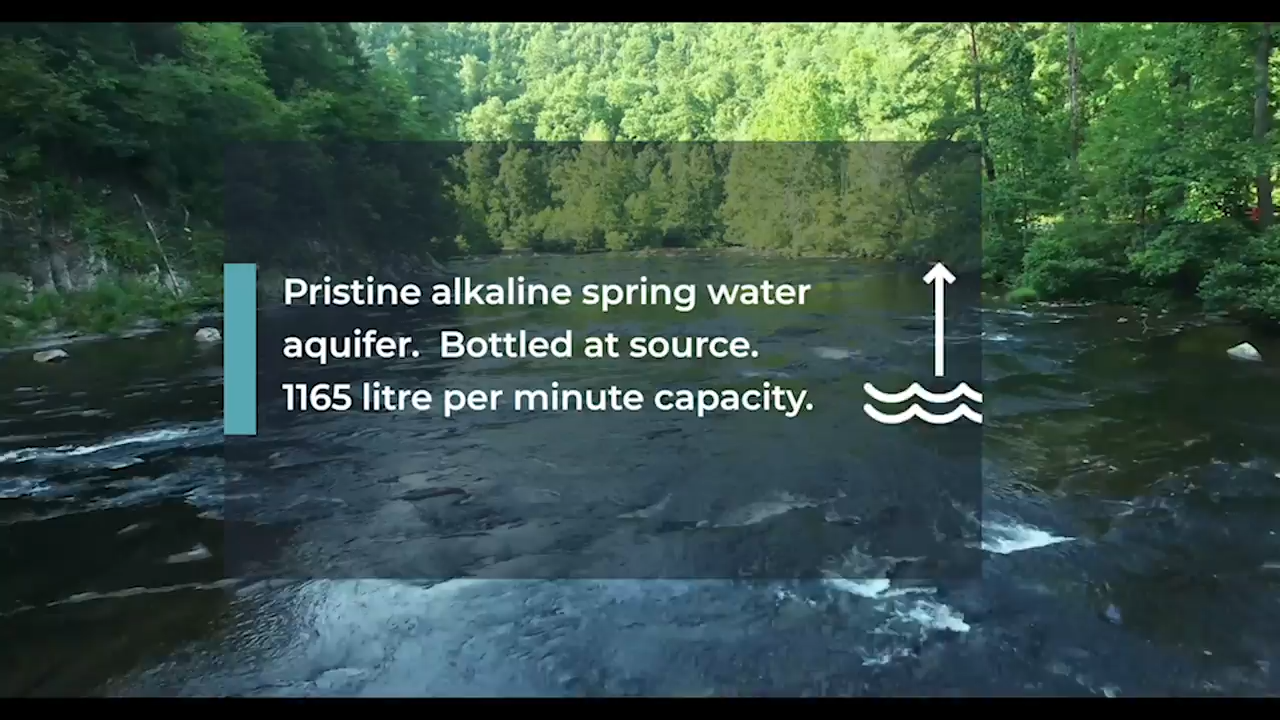 Pristine alkaline spring water
aquifer.  Bottled at source.
1165 litre per minute capacity.